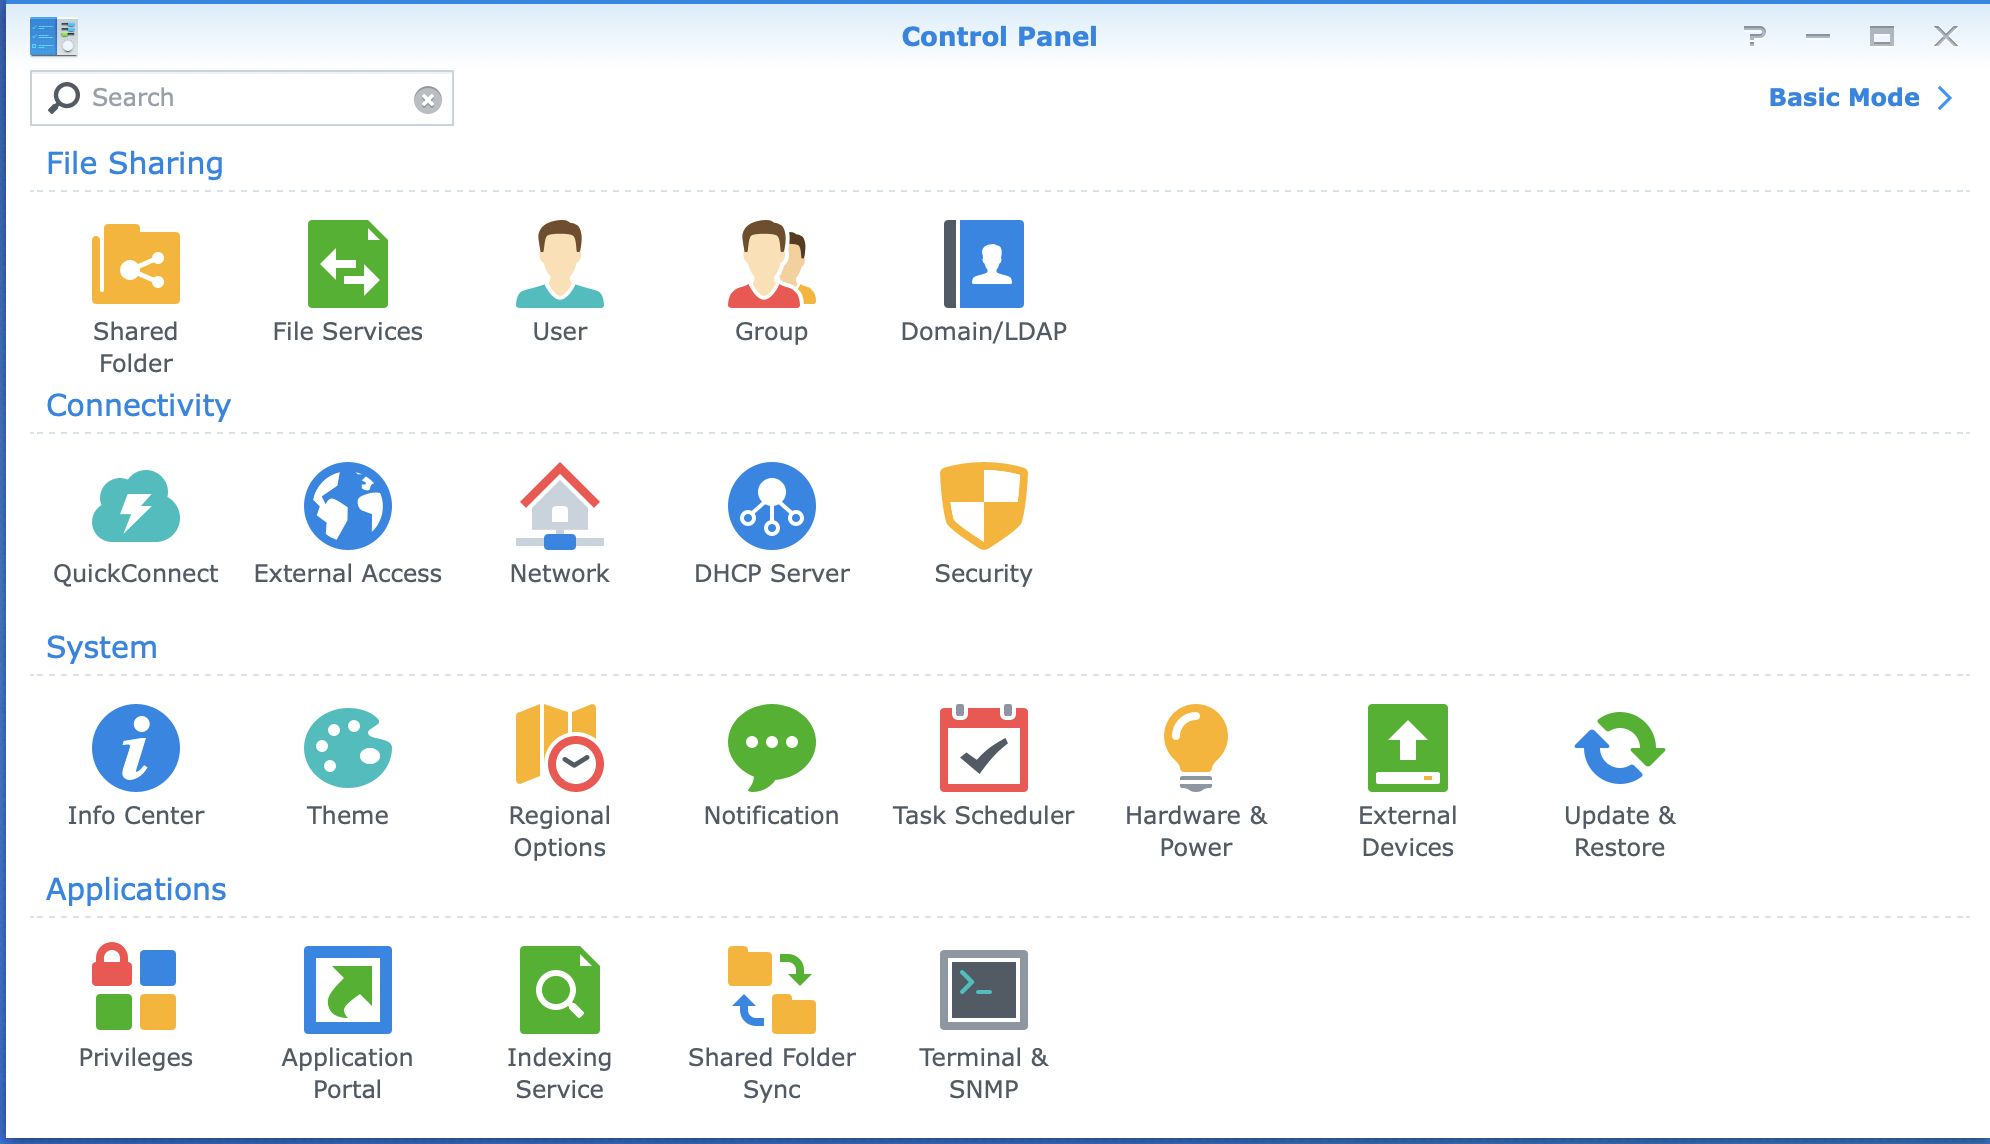 Control Panel
Search
Basic Mode
File Sharing
Shared Folder
File Services
User
Group
Domain/LDAP
Connectivity
QuickConnect
External Access
Network
DHCP Server
Security
System
Info Center
Theme
Regional Options
Notification
Task Scheduler
Hardware & Power
External Devices
Update & Restore
Applications
Privileges
Application Portal
Indexing Service
Shared Folder Sync
Terminal & SNMP